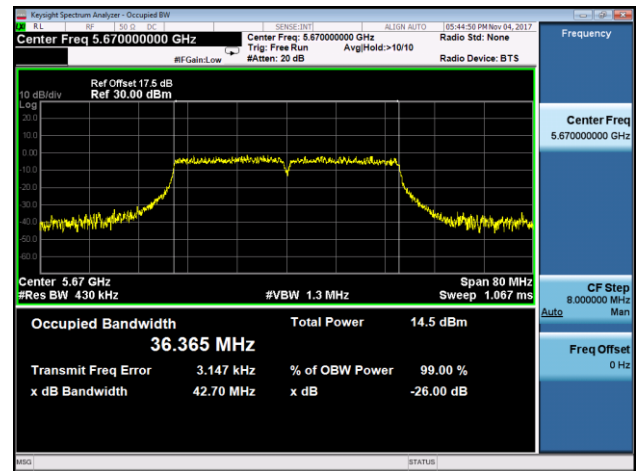 Keysight Spectrum Analyzer - Occupied BW
RL RF 50 Ω DC SENSE:INT ALIGN AUTO 05:44:50 PM Nov 04, 2017
Center Freq 5.670000000 GHz
Center Freq: 5.670000000 GHz
Radio Std: None
Trig: Free Run Avg|Hold:>10/10
#IFGain:Low #Atten: 20 dB Radio Device: BTS
Ref Offset 17.5 dB
10 dB/div Ref 30.00 dBm
Log
20.0
10.0
0.00
-10.0
-20.0
-30.0
-40.0
-50.0
-60.0
Center 5.67 GHz Span 80 MHz
#Res BW 430 kHz #VBW 1.3 MHz Sweep 1.067 ms
Occupied Bandwidth Total Power 14.5 dBm
36.365 MHz
Transmit Freq Error 3.147 kHz % of OBW Power 99.00 %
x dB Bandwidth 42.70 MHz x dB -26.00 dB
MSG STATUS
Frequency
Center Freq
5.670000000 GHz
CF Step
8.000000 MHz
Auto Man
Freq Offset
0 Hz